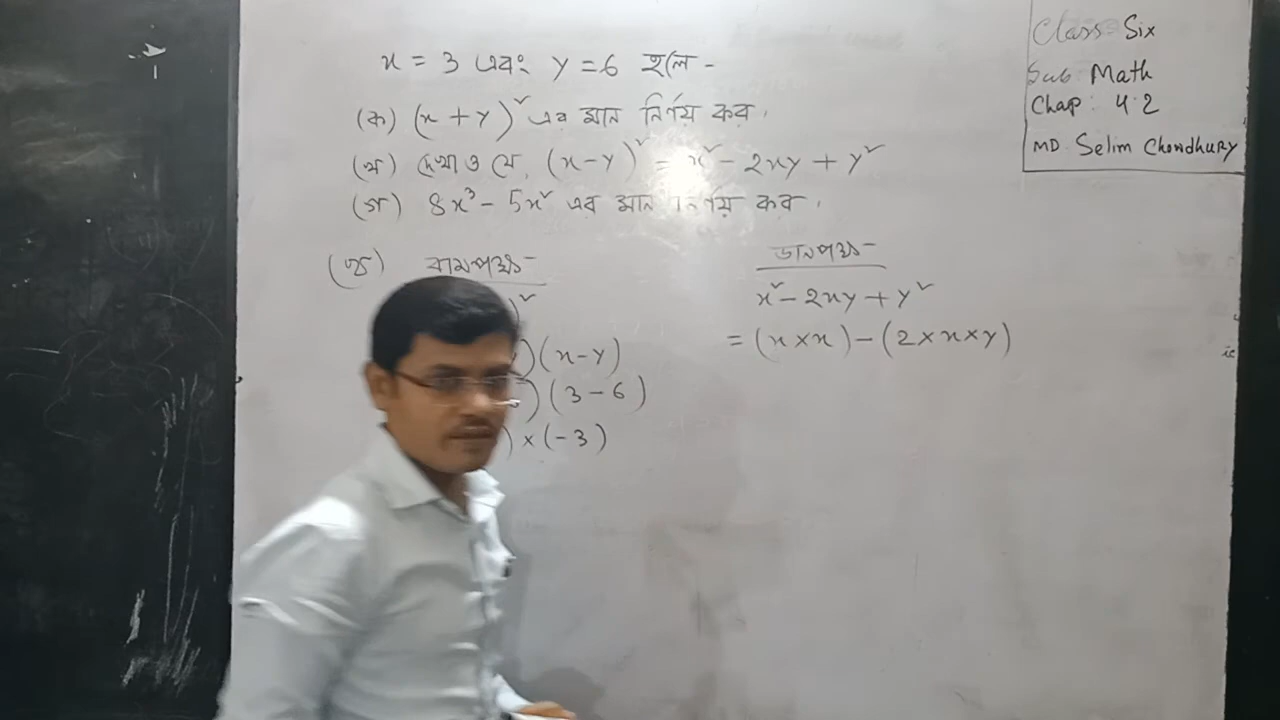 x = 3 এবং y = 6 হলে -
(ক) (x + y)² এর মান নির্ণয় কর।
(খ) দেখাও যে, (x-y)² = x² - 2xy + y²
(গ) 8x³ - 5x² এর মান নির্ণয় কর।
Class Six
Sub Math
Chap: 4.2
MD. Selim Chowdhury
(খ) বামপক্ষ-
)²
)(x-y)
)(3-6)
)×(-3)
ডানপক্ষ-
x² - 2xy + y²
= (x×x) - (2×x×y)